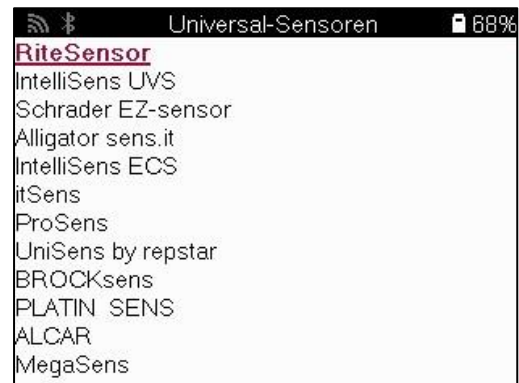 Universal-Sensoren 68%
RiteSensor
IntelliSens UVS
Schrader EZ-sensor
Alligator sens.it
IntelliSens ECS
itSens
ProSens
UniSens by repstar
BROCKsens
PLATIN SENS
ALCAR
MegaSens